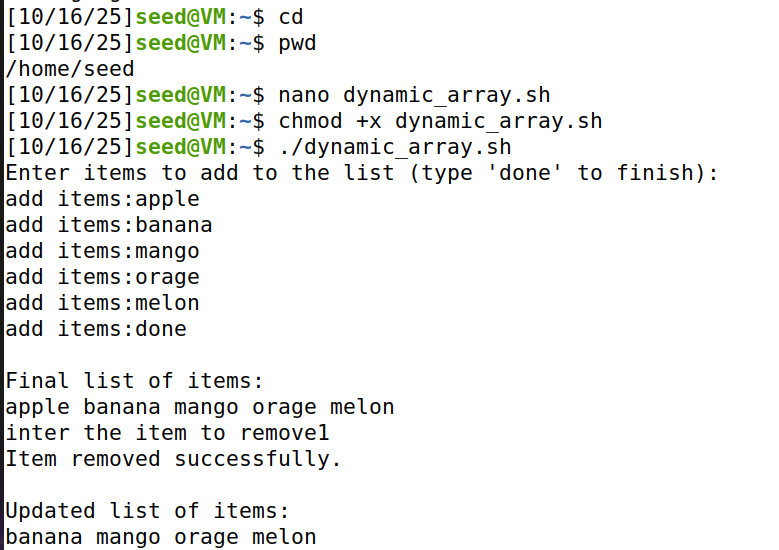 [10/16/25]seed@VM:~$ cd
[10/16/25]seed@VM:~$ pwd
/home/seed
[10/16/25]seed@VM:~$ nano dynamic_array.sh
[10/16/25]seed@VM:~$ chmod +x dynamic_array.sh
[10/16/25]seed@VM:~$ ./dynamic_array.sh
Enter items to add to the list (type 'done' to finish):
add items:apple
add items:banana
add items:mango
add items:orage
add items:melon
add items:done
Final list of items:
apple banana mango orage melon
inter the item to remove1
Item removed successfully.
Updated list of items:
banana mango orage melon